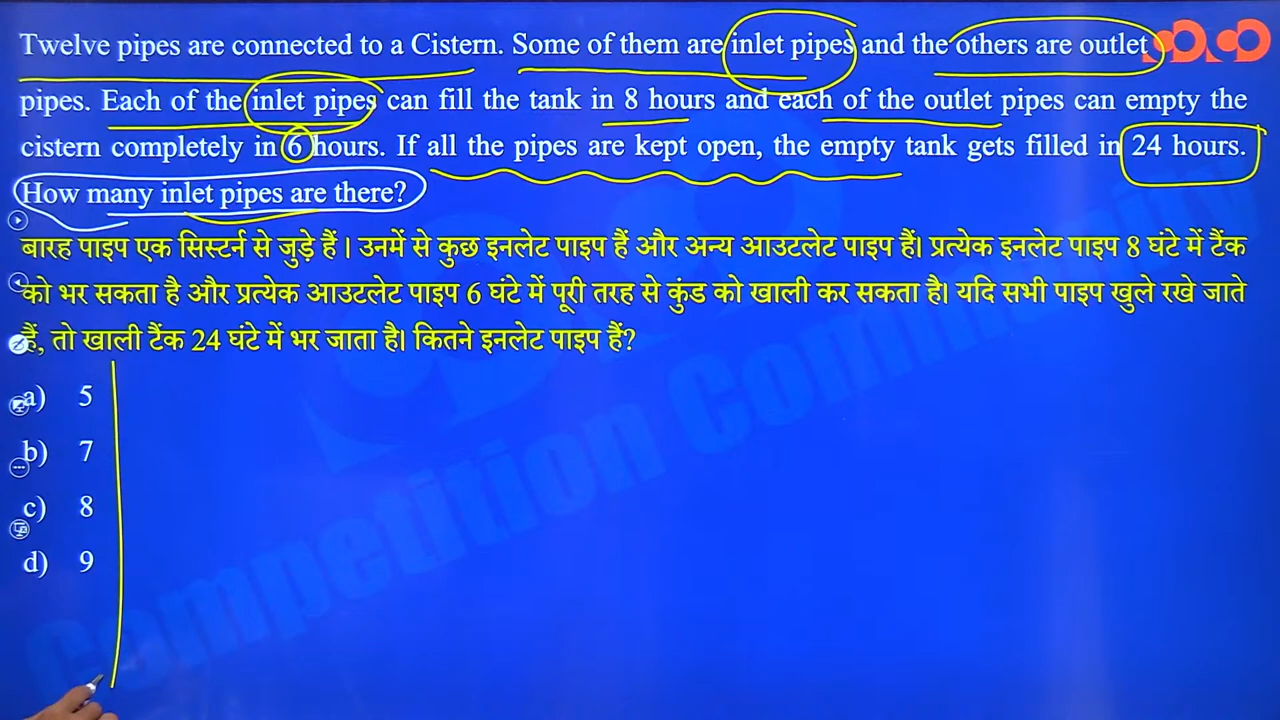 Twelve pipes are connected to a Cistern. Some of them are inlet pipes and the others are outlet
pipes. Each of the inlet pipes can fill the tank in 8 hours and each of the outlet pipes can empty the
cistern completely in 6 hours. If all the pipes are kept open, the empty tank gets filled in 24 hours.
How many inlet pipes are there?
बारह पाइप एक सिस्टर्न से जुड़े हैं। उनमें से कुछ इनलेट पाइप हैं और अन्य आउटलेट पाइप हैं। प्रत्येक इनलेट पाइप 8 घंटे में टैंक
को भर सकता है और प्रत्येक आउटलेट पाइप 6 घंटे में पूरी तरह से कुंड को खाली कर सकता है। यदि सभी पाइप खुले रखे जाते
हैं, तो खाली टैंक 24 घंटे में भर जाता है। कितने इनलेट पाइप हैं?
a) 5
b) 7
c) 8
d) 9
Competition Community